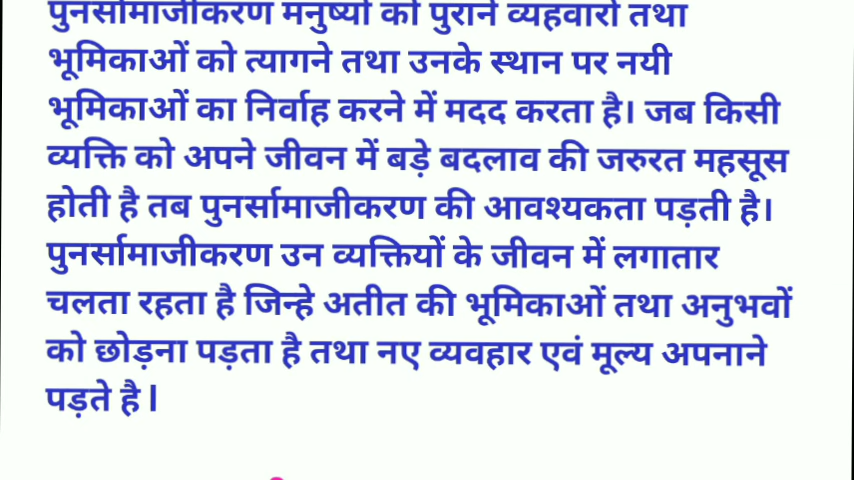 पुनर्सामाजीकरण मनुष्यों को पुराने व्यहवारों तथा
भूमिकाओं को त्यागने तथा उनके स्थान पर नयी
भूमिकाओं का निर्वाह करने में मदद करता है। जब किसी
व्यक्ति को अपने जीवन में बड़े बदलाव की जरुरत महसूस
होती है तब पुनर्सामाजीकरण की आवश्यकता पड़ती है।
पुनर्सामाजीकरण उन व्यक्तियों के जीवन में लगातार
चलता रहता है जिन्हे अतीत की भूमिकाओं तथा अनुभवों
को छोड़ना पड़ता है तथा नए व्यवहार एवं मूल्य अपनाने
पड़ते है।